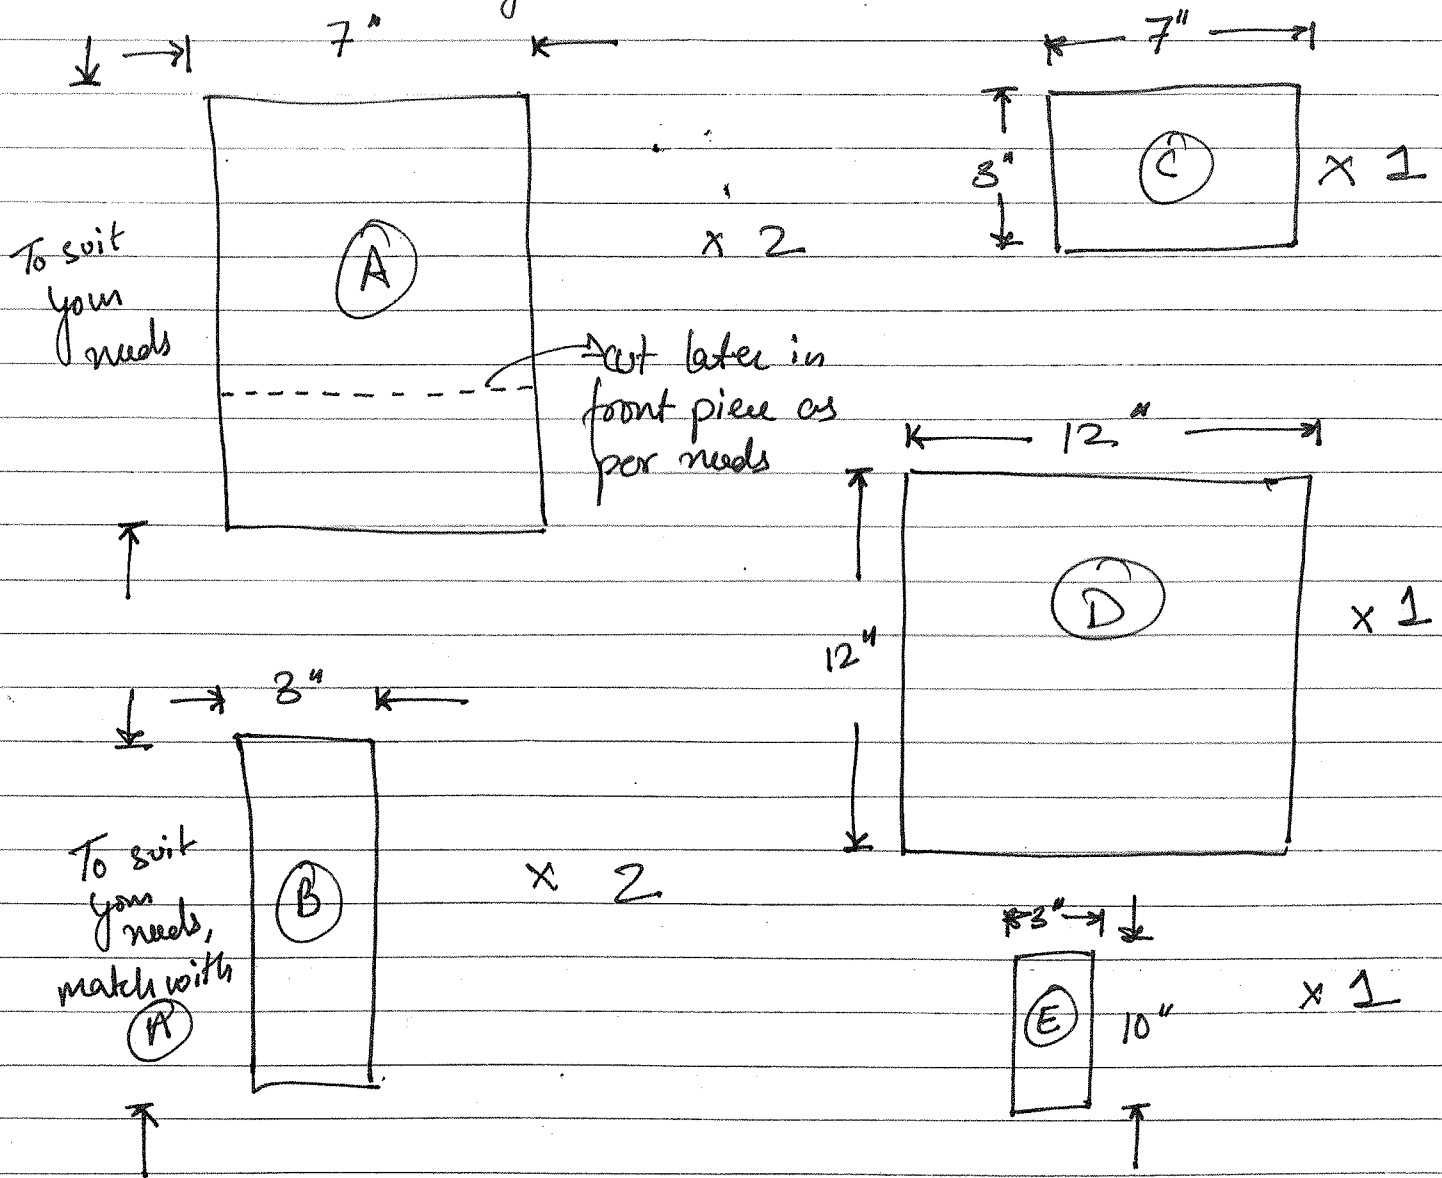 7"
To suit
your
needs
A
x 2
cut later in
front piece as
per needs
7"
3"
C
x 1
12"
12"
D
x 1
3"
To suit
your
needs,
match with
A
B
x 2
3"
E
10"
x 1